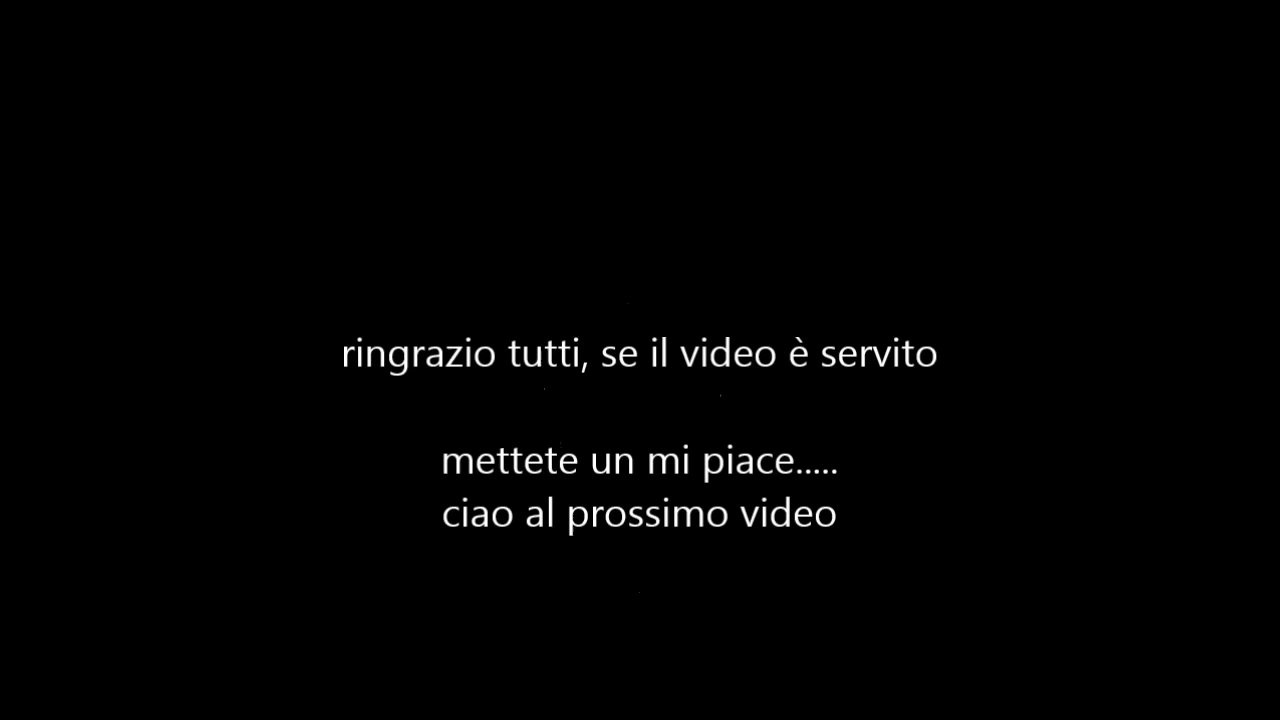 ringrazio tutti, se il video è servito
mettete un mi piace.....
ciao al prossimo video